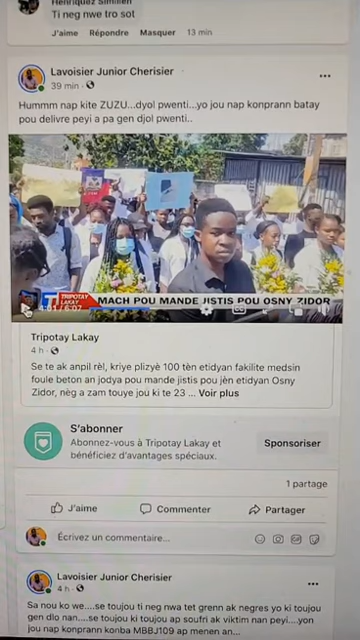 Henriquez Similien
Ti neg nwe tro sot
J'aime Répondre Masquer 13 min
Lavoisier Junior Cherisier
39 min
Hummm nap kite ZUZU...dyol pwenti...yo jou nap konprann batay
pou delivre peyi a pa gen djol pwenti..
TRIPOTAY
LAKAY
MACH POU MANDE JISTIS POU OSNY ZIDOR
Tripotay Lakay
4 h
Se te ak anpil rèl, kriye plizyè 100 tèn etidyan fakilite medsin
foule beton an jodya pou mande jistis pou jèn etidyan Osny
Zidor, nèg a zam touye jou ki te 23 ... Voir plus
S'abonner
Abonnez-vous à Tripotay Lakay et
bénéficiez d'avantages spéciaux.
Sponsoriser
1 partage
J'aime Commenter Partager
Écrivez un commentaire...
Lavoisier Junior Cherisier
4 h
Sa nou ko we....se toujou ti neg nwa tet grenn ak negres yo ki toujou
gen dlo nan....se toujou ki toujou ap soufri ak viktim nan peyi....yon
jou nap konprann konba MBBJ109 ap menen an...